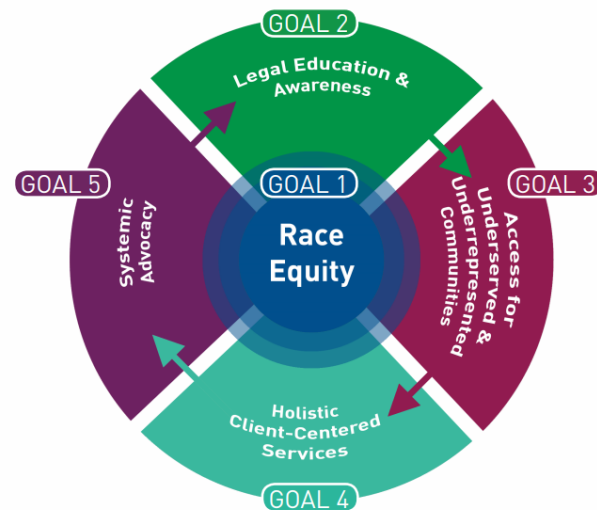 GOAL 2
Legal Education &
Awareness
GOAL 5
Systemic
Advocacy
GOAL 1
Race
Equity
GOAL 3
Access for
Underserved &
Underrepresented
Communities
Holistic
Client-Centered
Services
GOAL 4